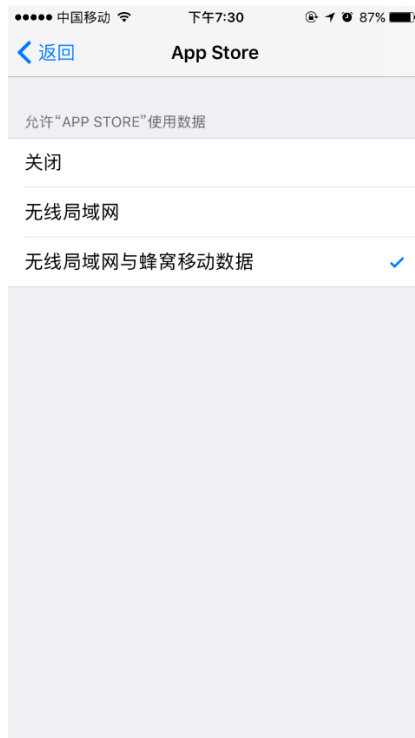 中国移动 下午7:30 87%
返回 App Store
允许“APP STORE”使用数据
关闭
无线局域网
无线局域网与蜂窝移动数据